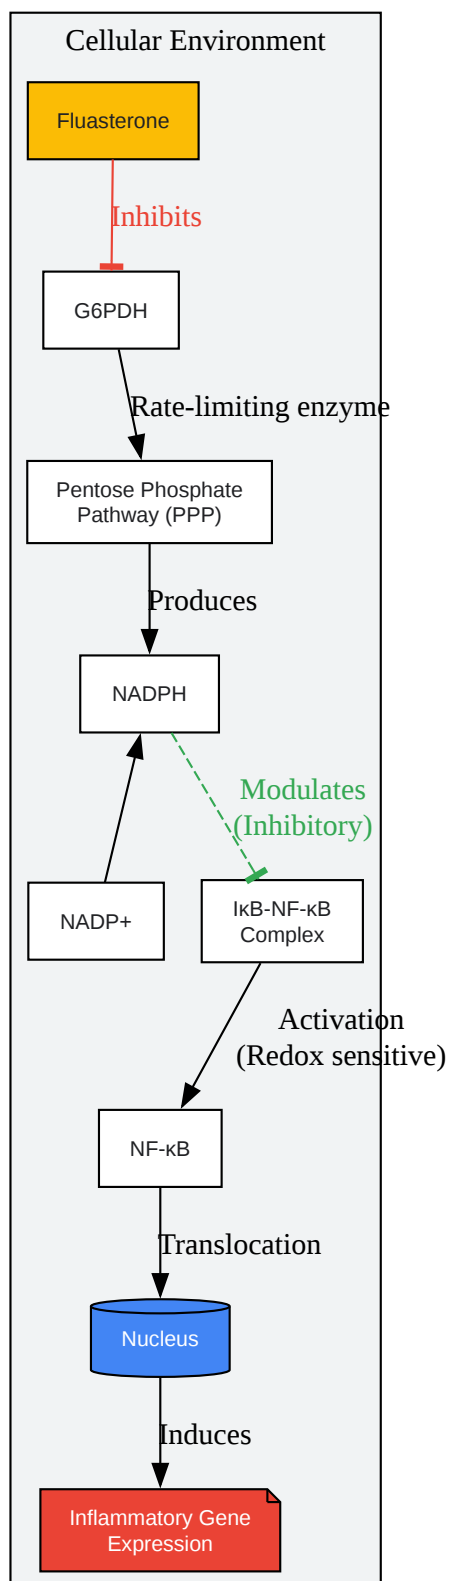 Cellular Environment
Fluasterone
Inhibits
G6PDH
Rate-limiting enzyme
Pentose Phosphate
Pathway (PPP)
Produces
NADPH
Modulates
(Inhibitory)
NADP+
IκB-NF-κB
Complex
Activation
(Redox sensitive)
NF-κB
Translocation
Nucleus
Induces
Inflammatory Gene
Expression